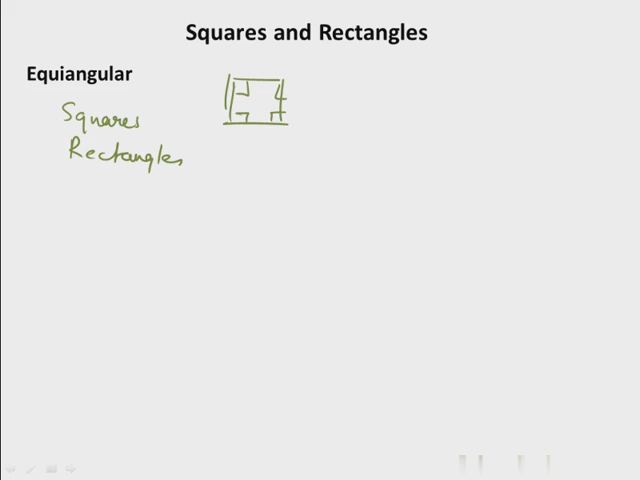 Squares and Rectangles
Equiangular
Squares
Rectangles